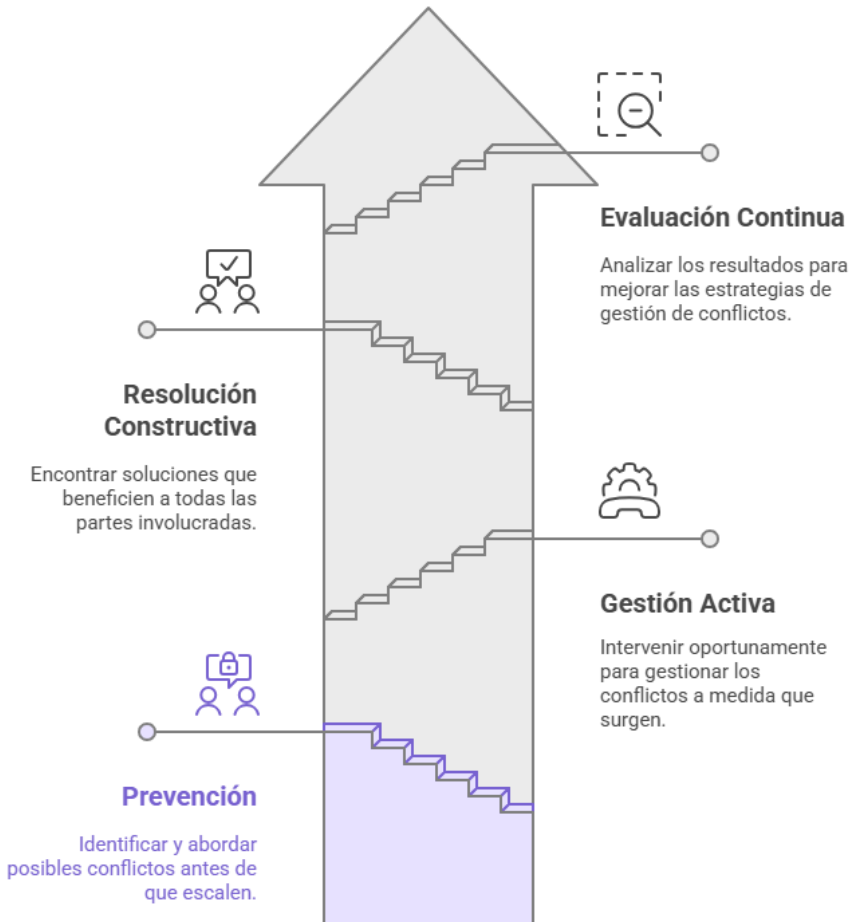 Evaluación Continua
Analizar los resultados para
mejorar las estrategias de
gestión de conflictos.
Resolución
Constructiva
Encontrar soluciones que
beneficien a todas las
partes involucradas.
Gestión Activa
Intervenir oportunamente
para gestionar los
conflictos a medida que
surgen.
Prevención
Identificar y abordar
posibles conflictos antes de
que escalen.